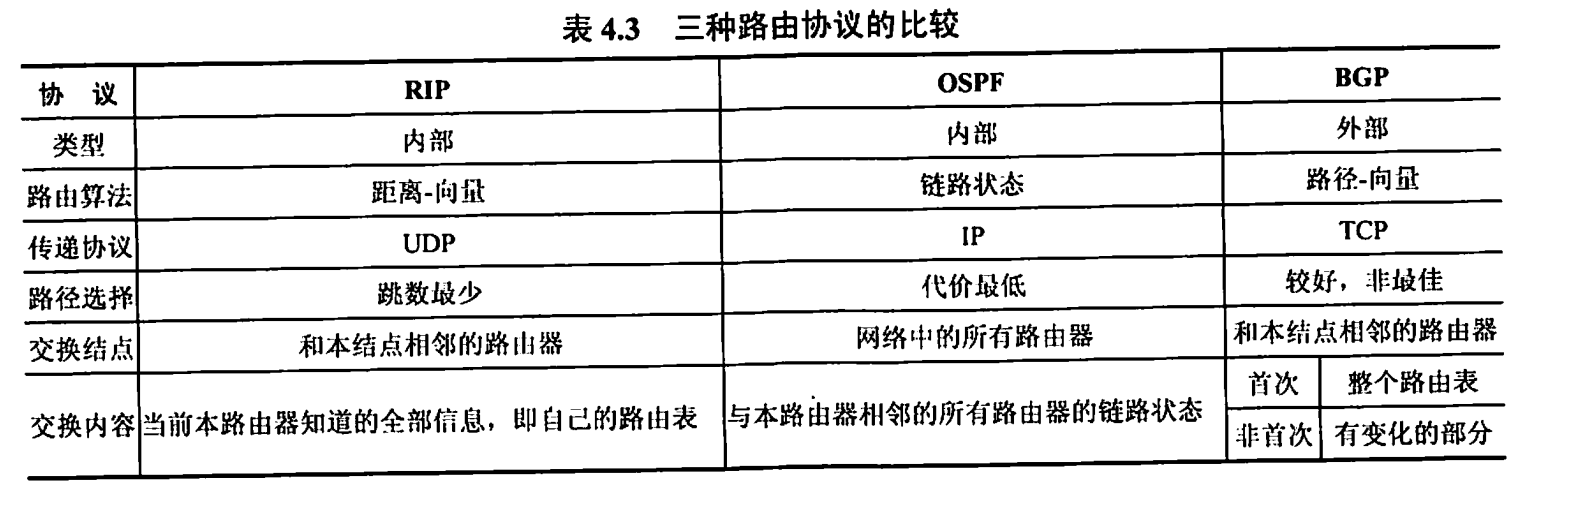 表 4.3 三种路由协议的比较
协 议 RIP OSPF BGP
类型 内部 内部 外部
路由算法 距离-向量 链路状态 路径-向量
传递协议 UDP IP TCP
路径选择 跳数最少 代价最低 较好，非最佳
交换结点 和本结点相邻的路由器 网络中的所有路由器 和本结点相邻的路由器
交换内容 当前本路由器知道的全部信息，即自己的路由表 与本路由器相邻的所有路由器的链路状态 首次 整个路由表
非首次 有变化的部分